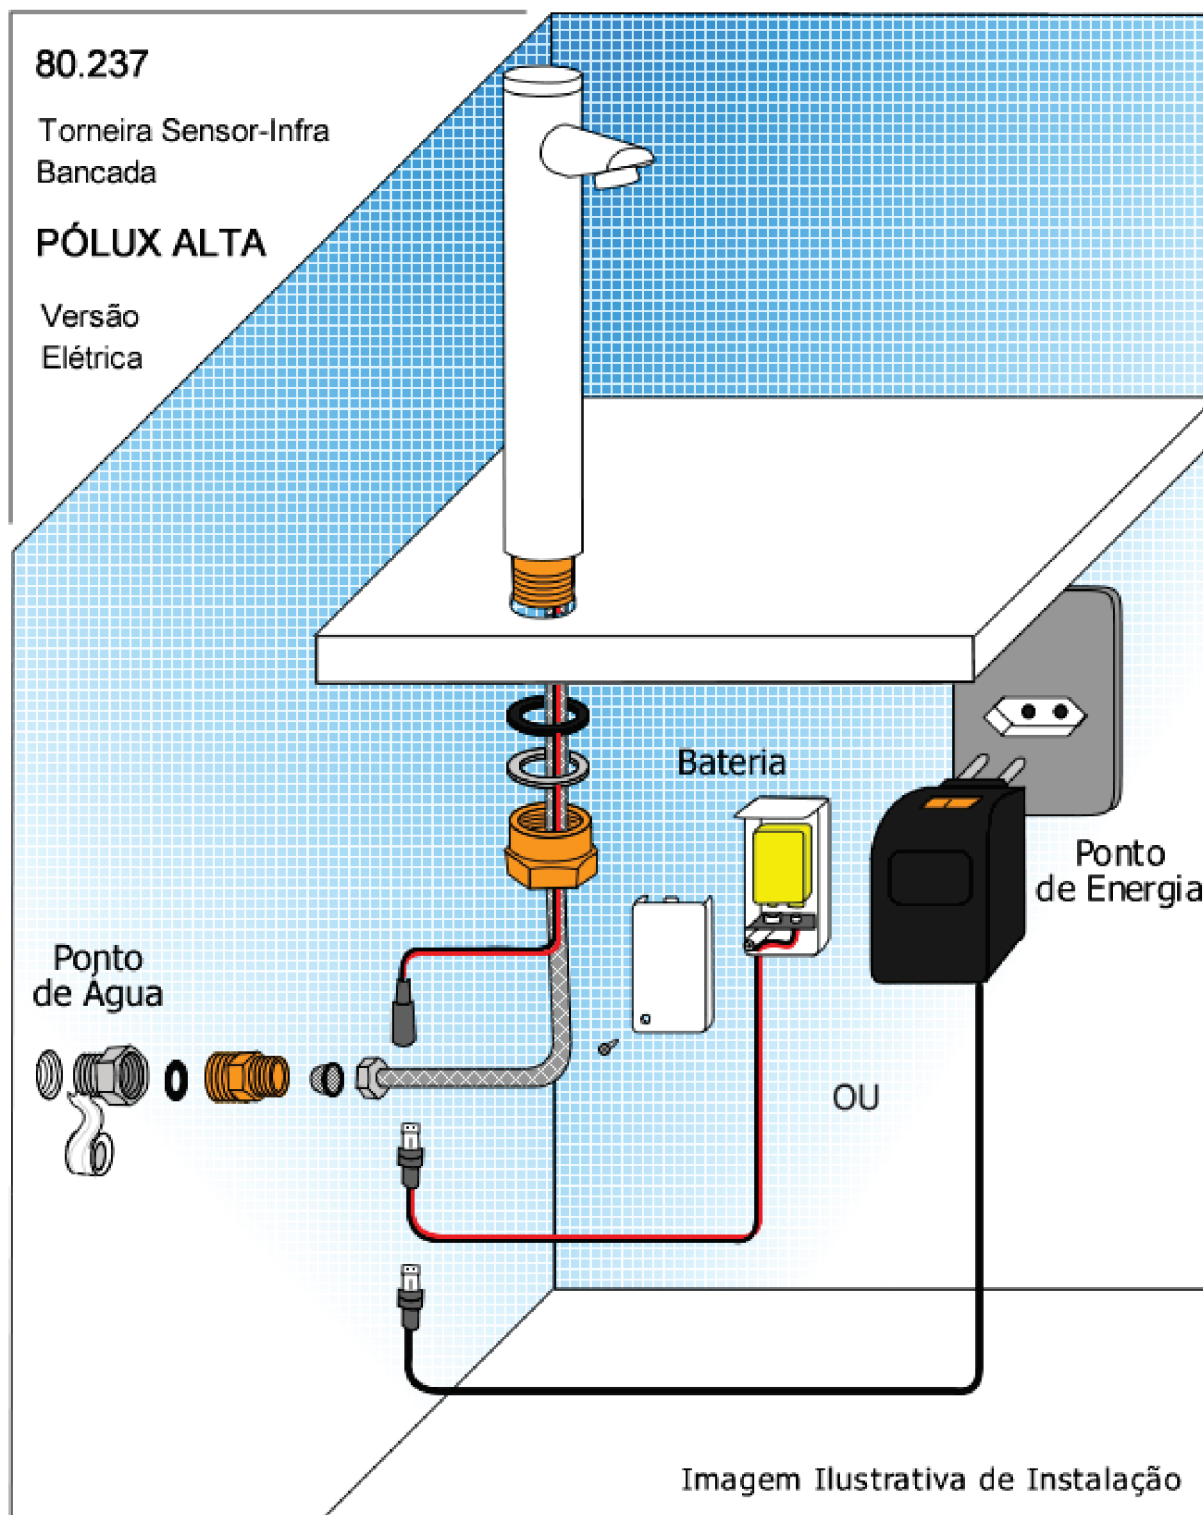 80.237
Torneira Sensor-Infra
Bancada
PÓLUX ALTA
Versão
Elétrica
Bateria
Ponto
de Energia
Ponto
de Água
OU
Imagem Ilustrativa de Instalação